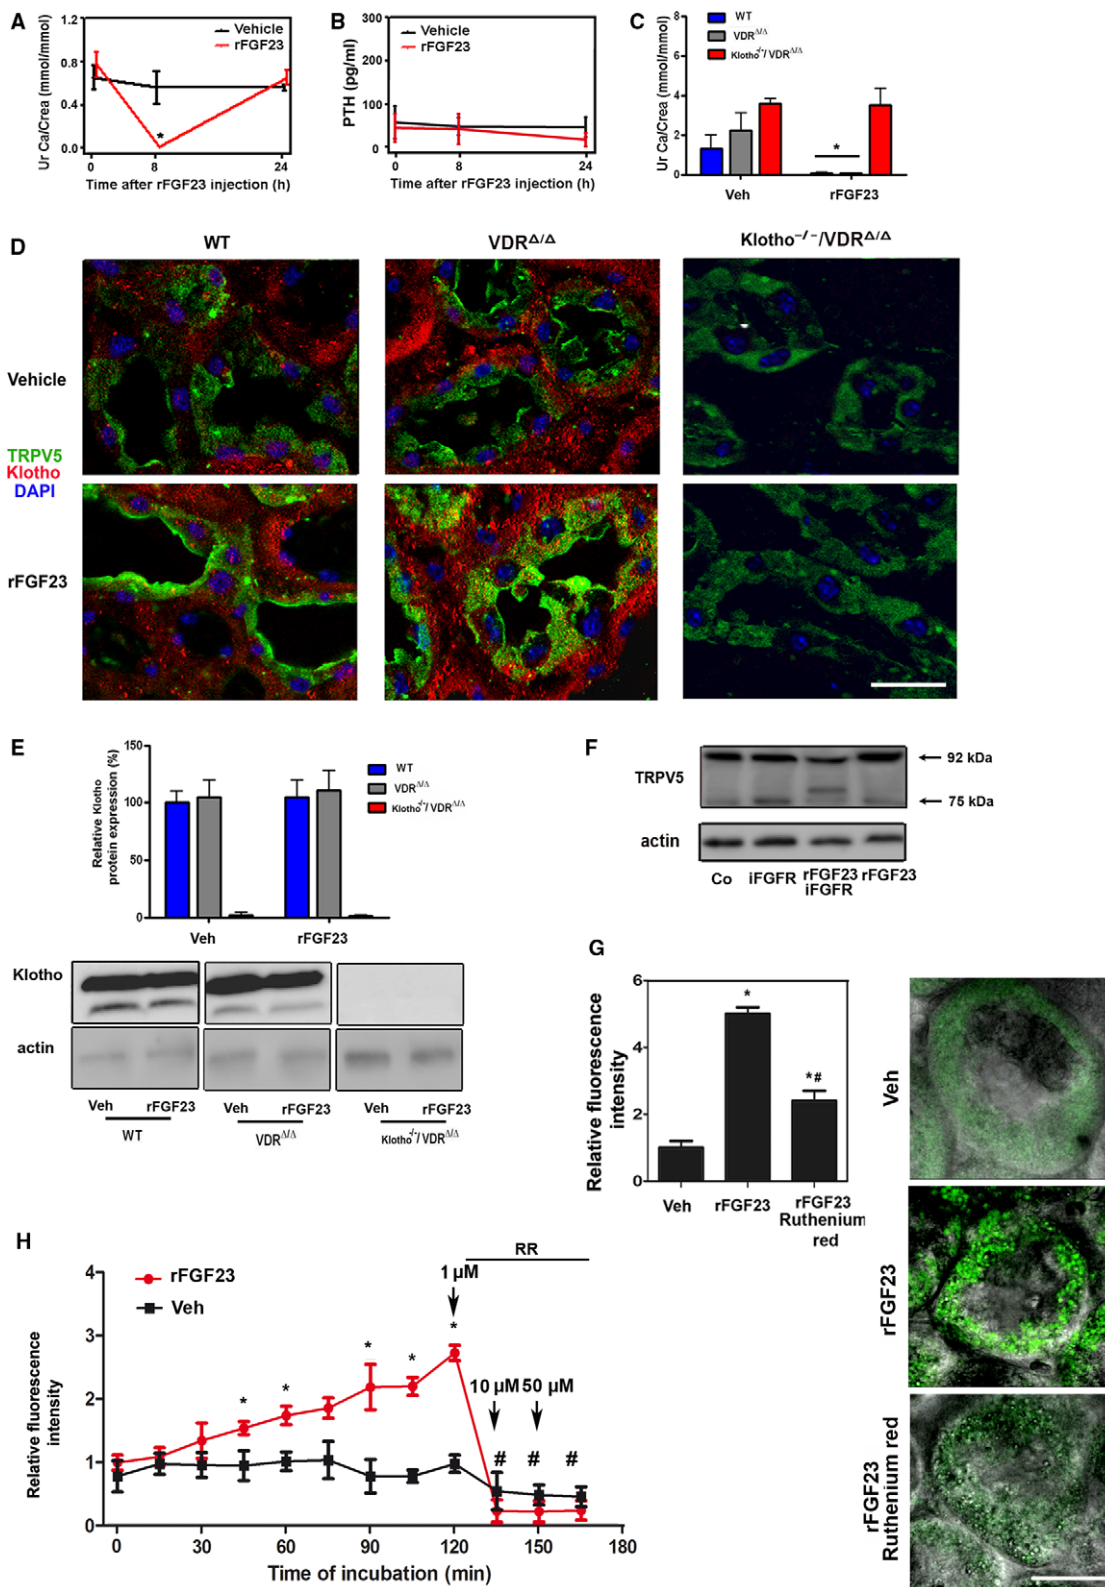 A
Ur Ca/Crea (mmol/mmol)
1.2
0.8
0.4
0.0
Vehicle
rFGF23
*
0
8
24
Time after rFGF23 injection (h)
B
PTH (pg/ml)
300
200
100
0
Vehicle
rFGF23
0
8
24
Time after rFGF23 injection (h)
C
Ur Ca/Crea (mmol/mmol)
8
6
4
2
0
WT
VDRΔ/Δ
Klotho-/-/ VDRΔ/Δ
*
Veh
rFGF23
D
WT
VDRΔ/Δ
Klotho−/−/VDRΔ/Δ
Vehicle
TRPV5
Klotho
DAPI
rFGF23
E
Relative Klotho
protein expression (%)
150
100
50
0
WT
VDRΔ/Δ
Klotho-/-/ VDRΔ/Δ
Veh
rFGF23
Klotho
actin
Veh rFGF23
WT
Veh rFGF23
VDRΔ/Δ
Veh rFGF23
Klotho-/-/ VDRΔ/Δ
F
TRPV5
92 kDa
75 kDa
actin
Co
iFGFR
rFGF23
iFGFR
rFGF23
G
Relative fluorescence
intensity
6
4
2
0
*
*#
Veh
rFGF23
rFGF23
Ruthenium
red
Veh
rFGF23
rFGF23
Ruthenium red
H
Relative fluorescence
intensity
4
3
2
1
0
rFGF23
Veh
RR
1 µM
10 µM
50 µM
* * * * *
# # #
0
30
60
90
120
150
180
Time of incubation (min)